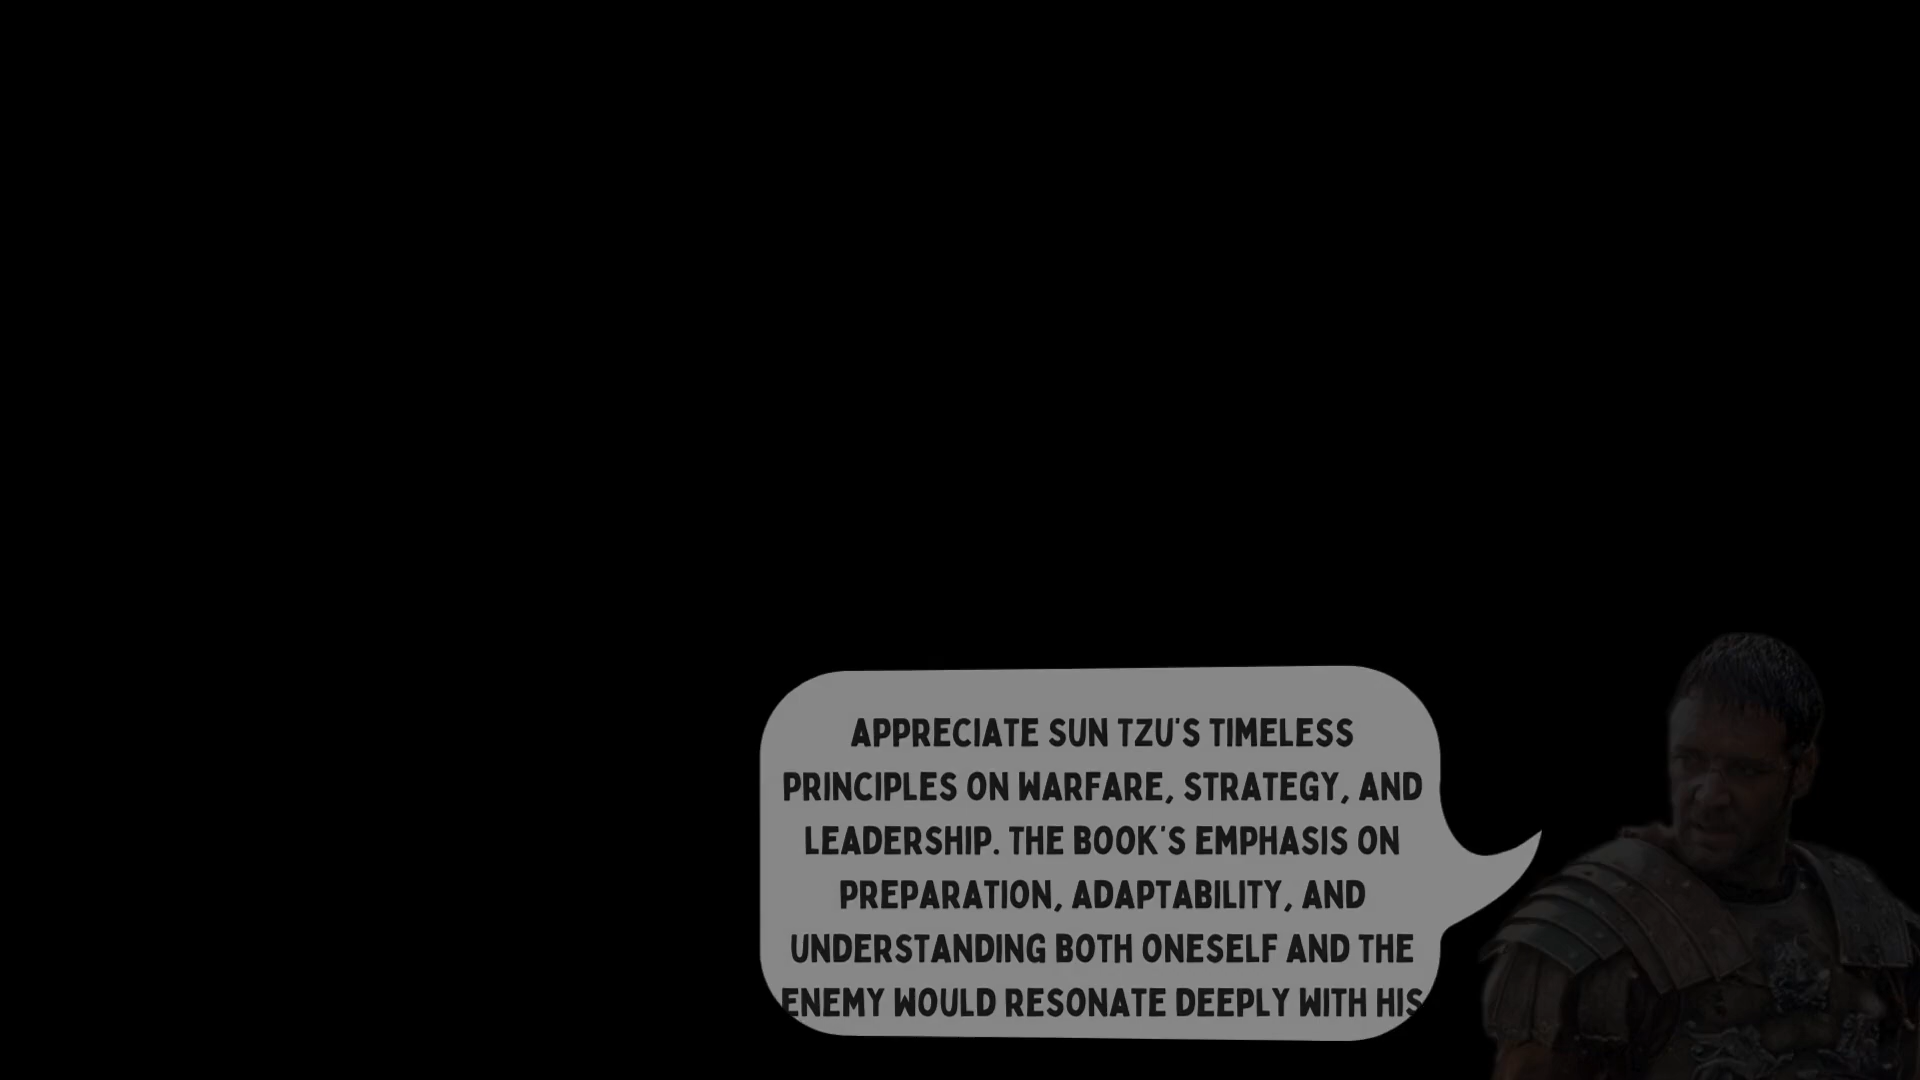 APPRECIATE SUN TZU'S TIMELESS
PRINCIPLES ON WARFARE, STRATEGY, AND
LEADERSHIP. THE BOOK'S EMPHASIS ON
PREPARATION, ADAPTABILITY, AND
UNDERSTANDING BOTH ONESELF AND THE
ENEMY WOULD RESONATE DEEPLY WITH HIS